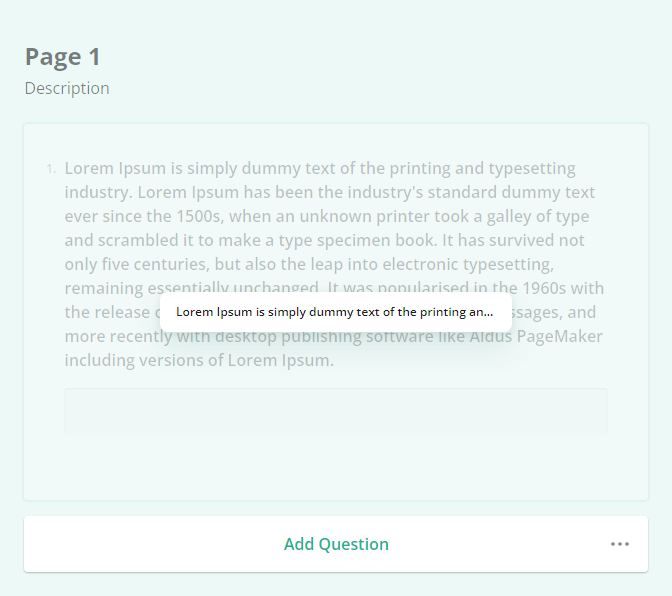 Page 1
Description
1. Lorem Ipsum is simply dummy text of the printing and typesetting
industry. Lorem Ipsum has been the industry's standard dummy text
ever since the 1500s, when an unknown printer took a galley of type
and scrambled it to make a type specimen book. It has survived not
only five centuries, but also the leap into electronic typesetting,
remaining essentially unchanged. It was popularised in the 1960s with
the release
Lorem Ipsum is simply dummy text of the printing an...
and
more recently with desktop publishing software like Aldus PageMaker
including versions of Lorem Ipsum.
Add Question